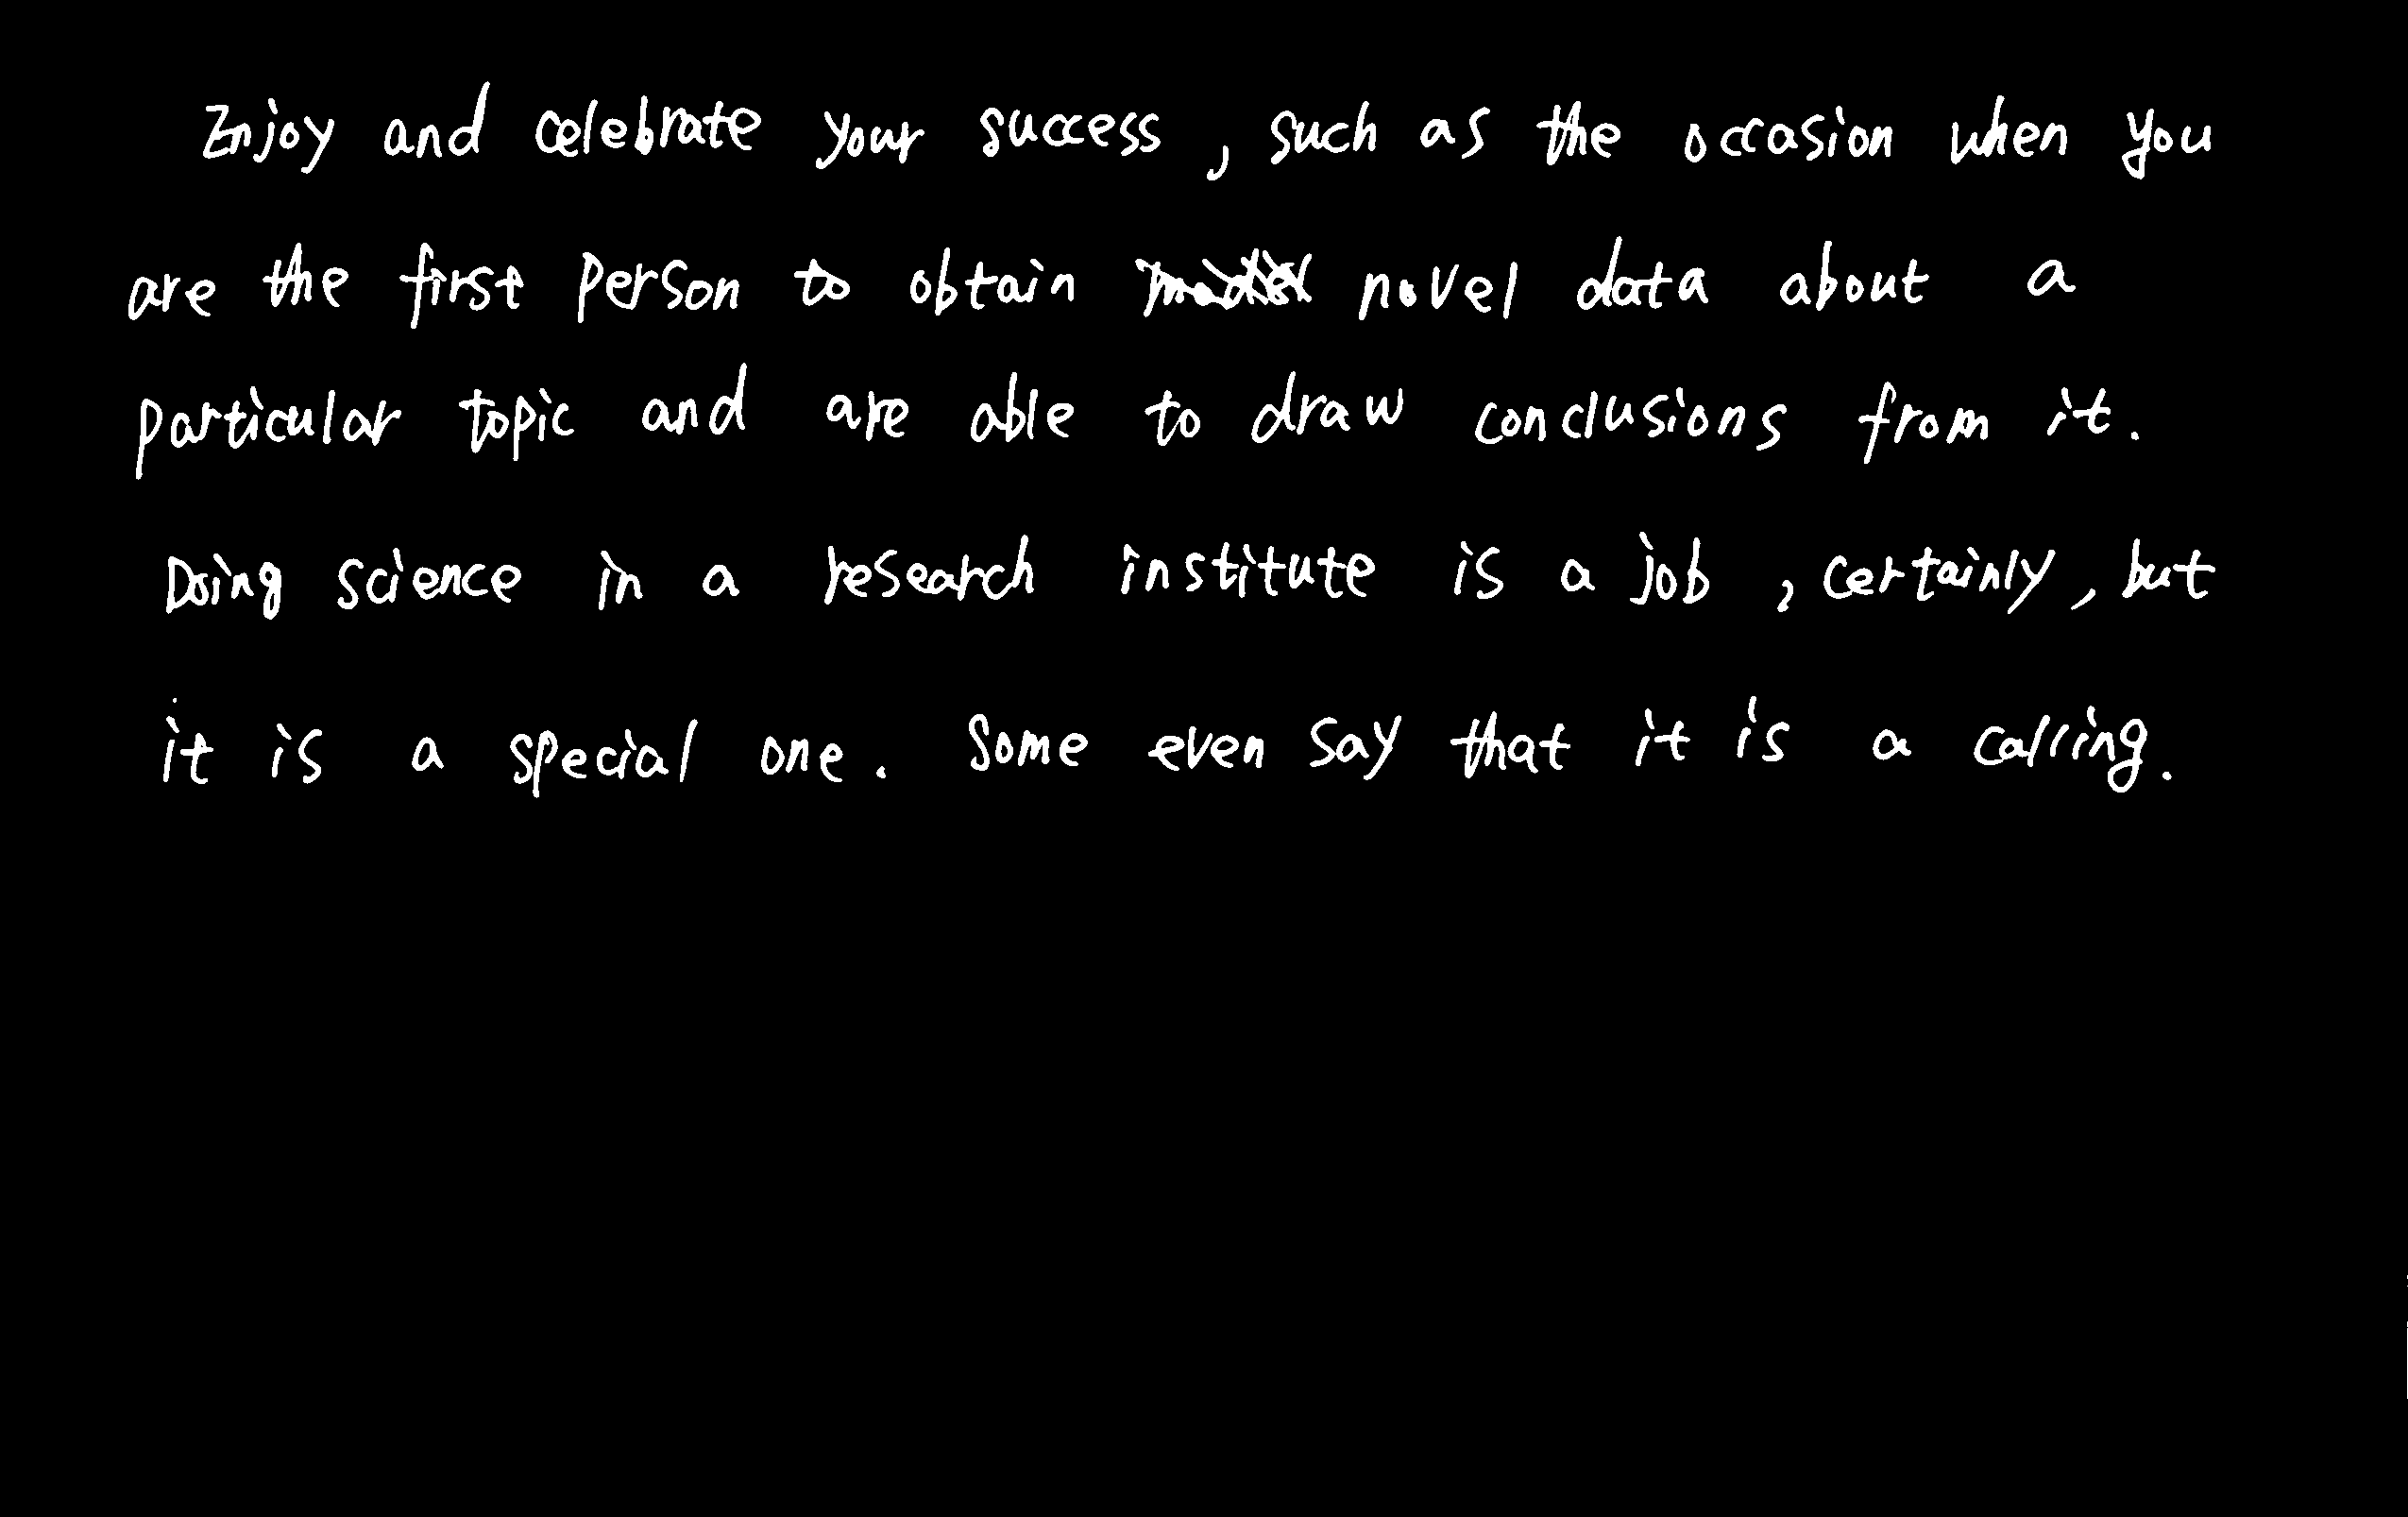 Enjoy and celebrate your success, such as the occasion when you
are the first person to obtain novel data about a
particular topic and are able to draw conclusions from it.
Doing science in a research institute is a job, certainly, but
it is a special one. Some even say that it is a calling.